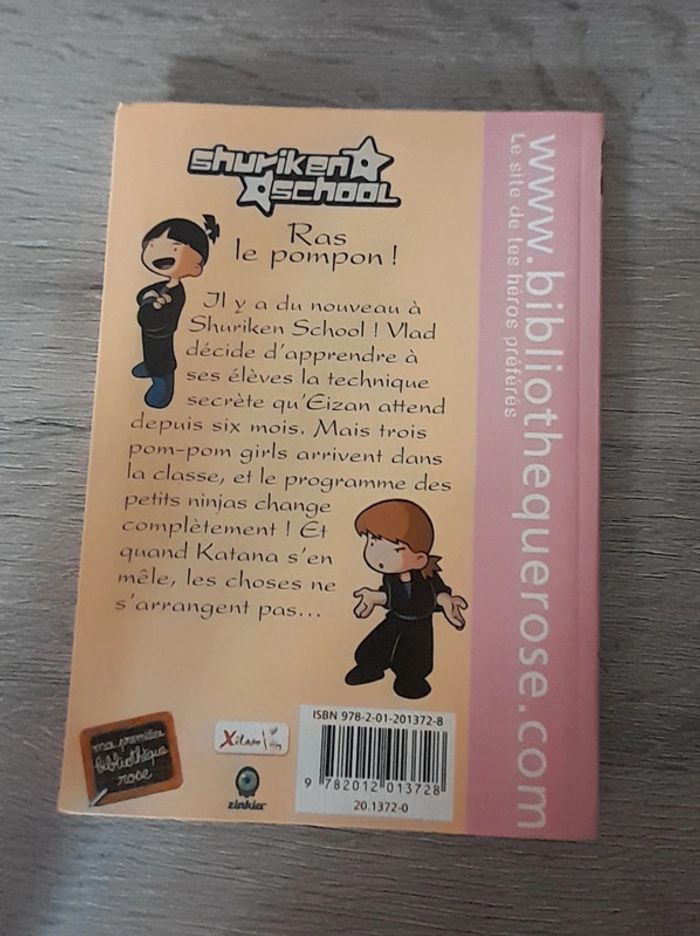 shuriken
school
Ras
le pompon !
Il y a du nouveau à
Shuriken School ! Vlad
décide d'apprendre à
ses élèves la technique
secrète qu'Eizan attend
depuis six mois. Mais trois
pom-pom girls arrivent dans
la classe, et le programme des
petits ninjas change
complètement ! Et
quand Katana s'en
mêle, les choses ne
s'arrangent pas...
ma première
bibliothèque
rose
Xilam
zinkia
ISBN 978-2-01-201372-8
9 782012 013728
20.1372-0
www.bibliothequerose.com
Le site de tes héros préférés